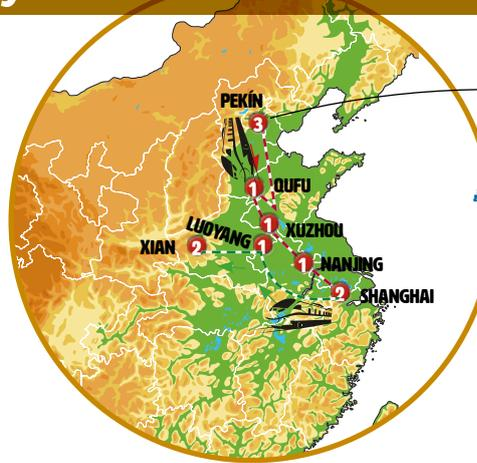 PEKÍN
3
1 QUFU
1 XUZHOU
LUOYANG 1
XIAN 2
1 NANJING
2 SHANGHAI